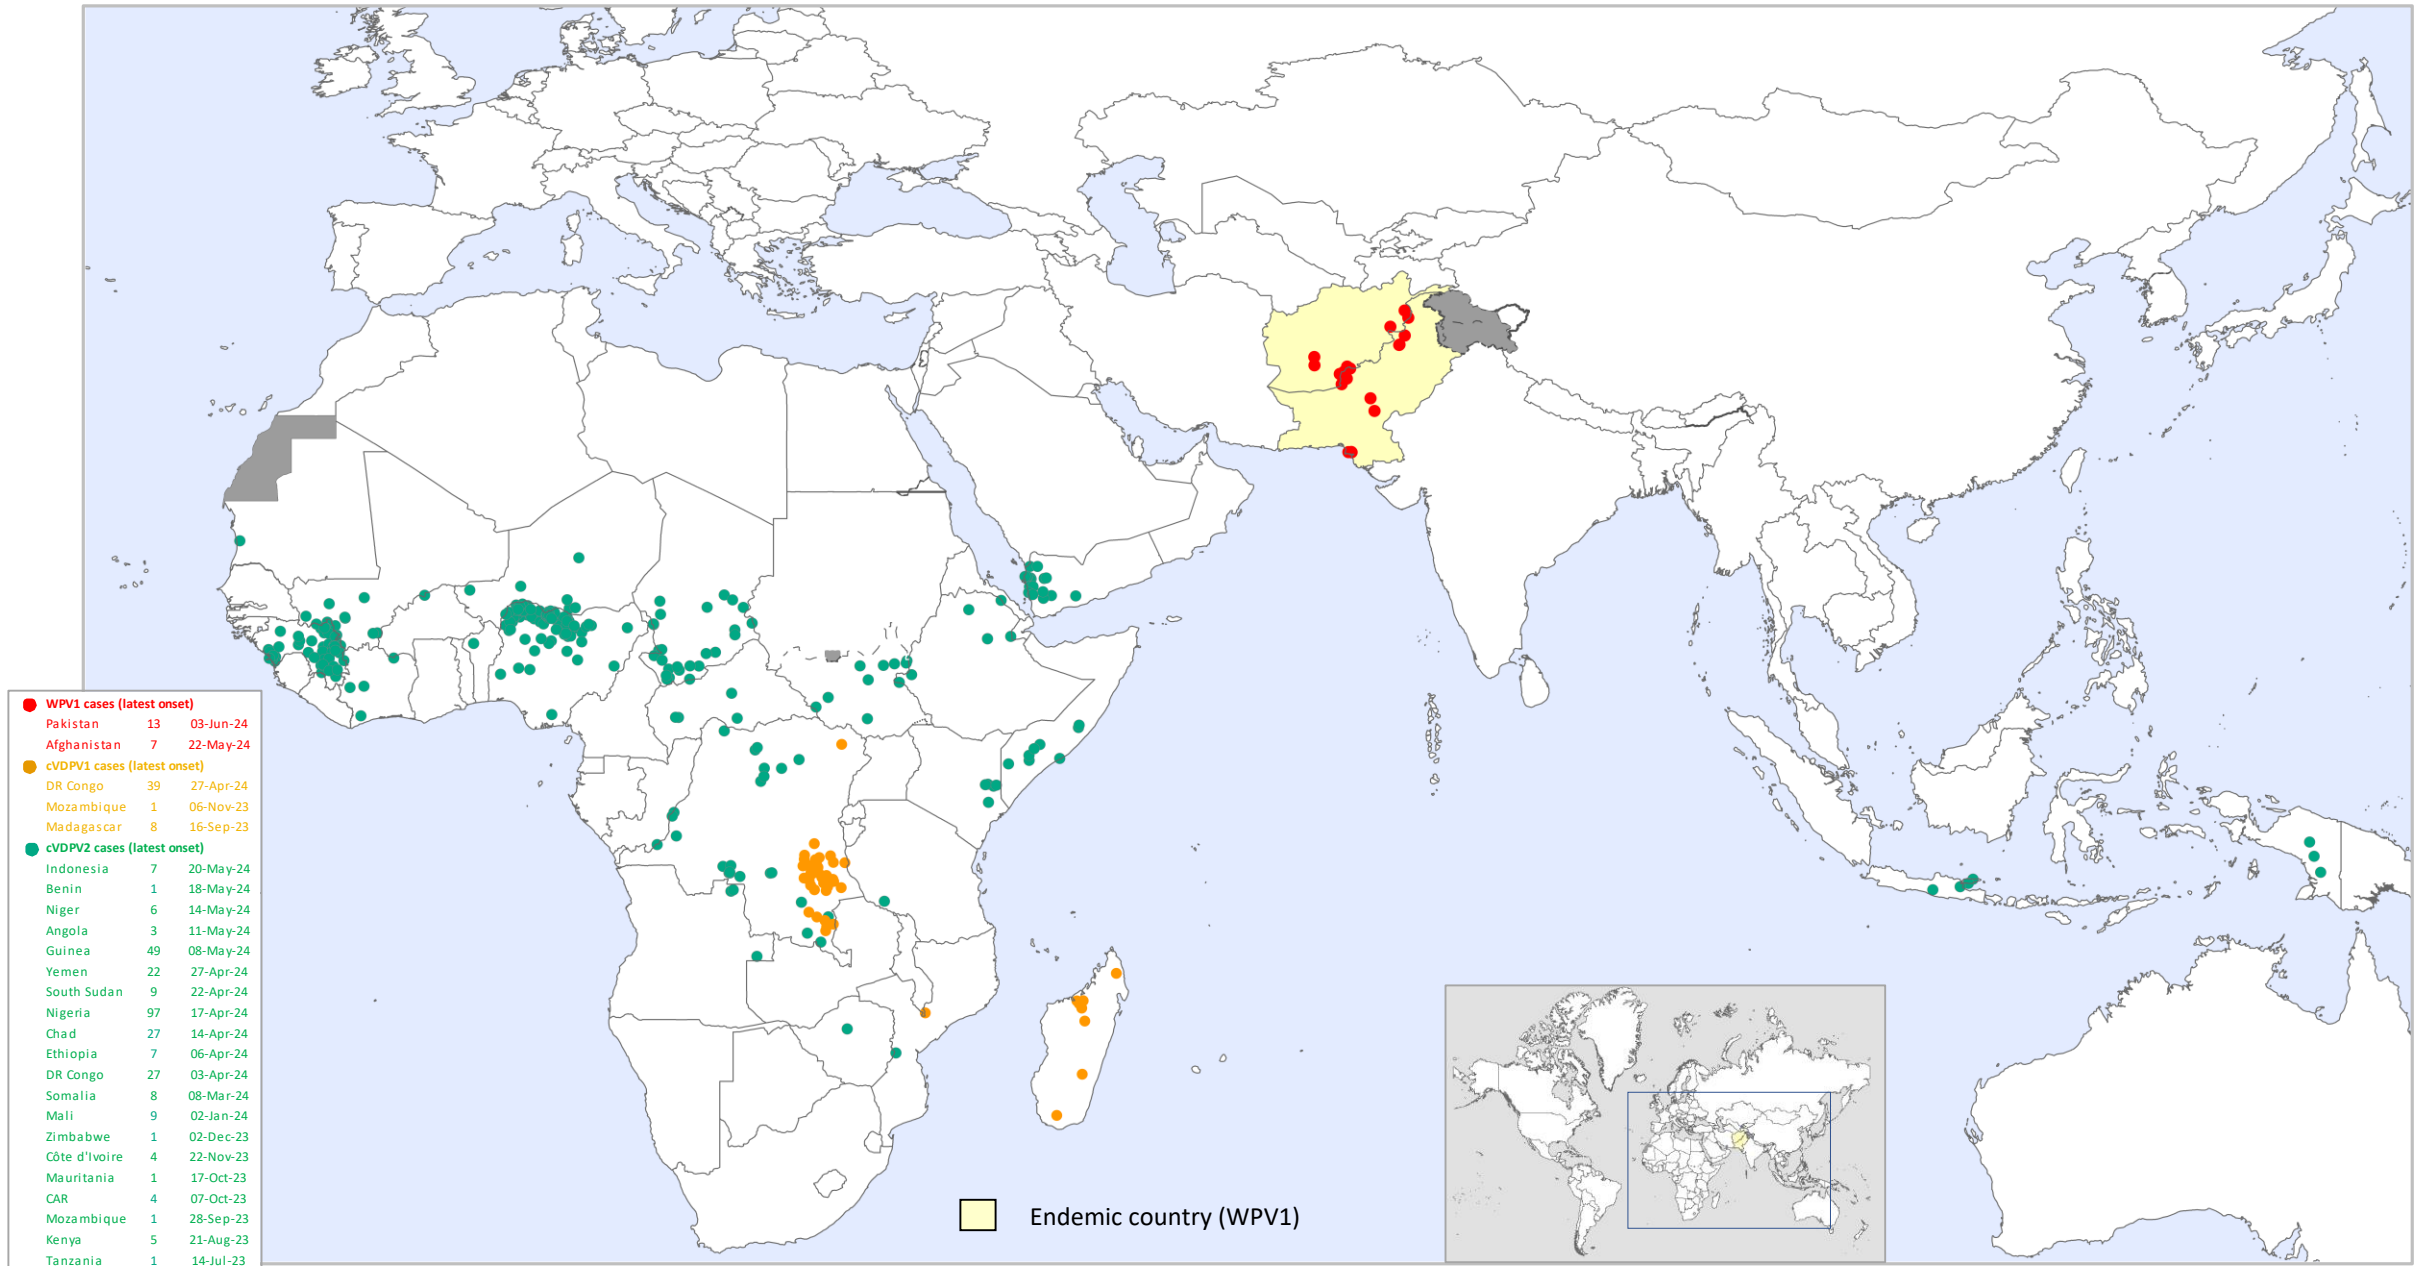 WPV1 cases (latest onset)
Pakistan 13 03-Jun-24
Afghanistan 7 22-May-24
cVDPV1 cases (latest onset)
DR Congo 39 27-Apr-24
Mozambique 1 06-Nov-23
Madagascar 8 16-Sep-23
cVDPV2 cases (latest onset)
Indonesia 7 20-May-24
Benin 1 18-May-24
Niger 6 14-May-24
Angola 3 11-May-24
Guinea 49 08-May-24
Yemen 22 27-Apr-24
South Sudan 9 22-Apr-24
Nigeria 97 17-Apr-24
Chad 27 14-Apr-24
Ethiopia 7 06-Apr-24
DR Congo 27 03-Apr-24
Somalia 8 08-Mar-24
Mali 9 02-Jan-24
Zimbabwe 1 02-Dec-23
Côte d'Ivoire 4 22-Nov-23
Mauritania 1 17-Oct-23
CAR 4 07-Oct-23
Mozambique 1 28-Sep-23
Kenya 5 21-Aug-23
Tanzania 1 14-Jul-23
Endemic country (WPV1)